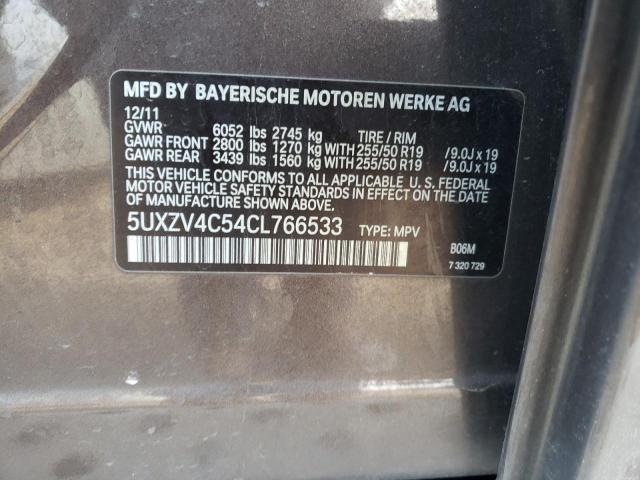 MFD BY BAYERISCHE MOTOREN WERKE AG
12/11
GVWR 6052 lbs 2745 kg TIRE / RIM
GAWR FRONT 2800 lbs 1270 kg WITH 255/50 R19 /9.0J x 19
GAWR REAR 3439 lbs 1560 kg WITH 255/50 R19 /9.0J x 19
THIS VEHICLE CONFORMS TO ALL APPLICABLE U. S. FEDERAL
MOTOR VEHICLE SAFETY STANDARDS IN EFFECT ON THE DATE
OF MANUFACTURE SHOWN ABOVE.
5UXZV4C54CL766533 TYPE: MPV
B06M
7 320 729